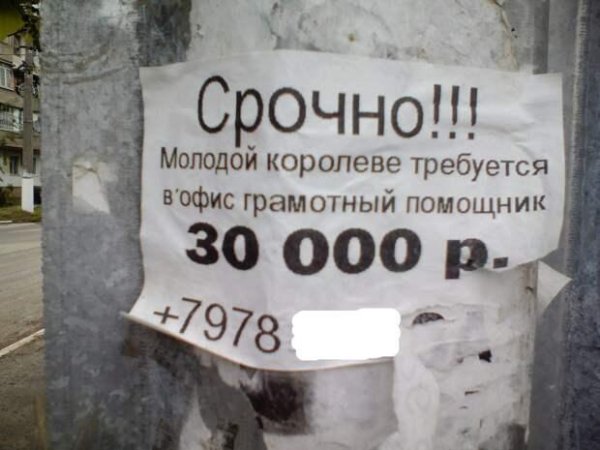 Срочно!!!
Молодой королеве требуется
в'офис грамотный помощник
30 000 р.
+7978